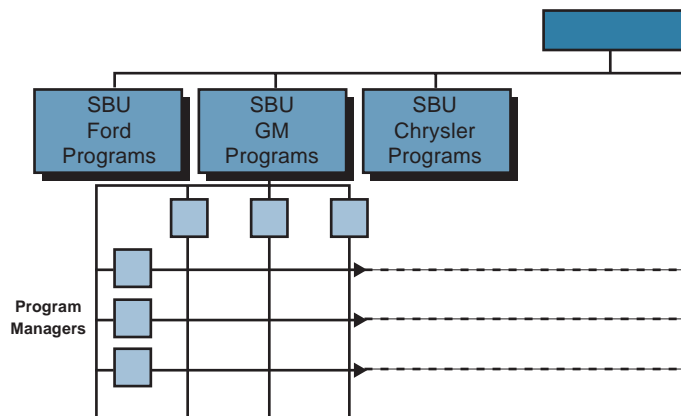 SBU
Ford
Programs
SBU
GM
Programs
SBU
Chrysler
Programs
Program
Managers